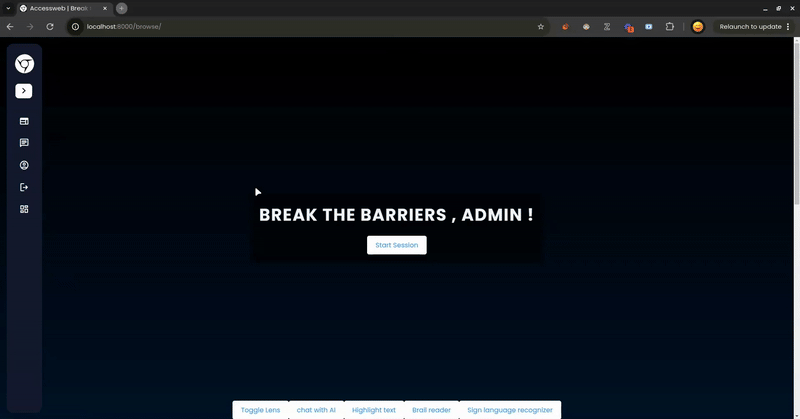 Accessweb | Break
localhost:8000/browse/
Relaunch to update
BREAK THE BARRIERS , ADMIN !
Start Session
Toggle Lens chat with AI Highlight text Brail reader Sign language recognizer